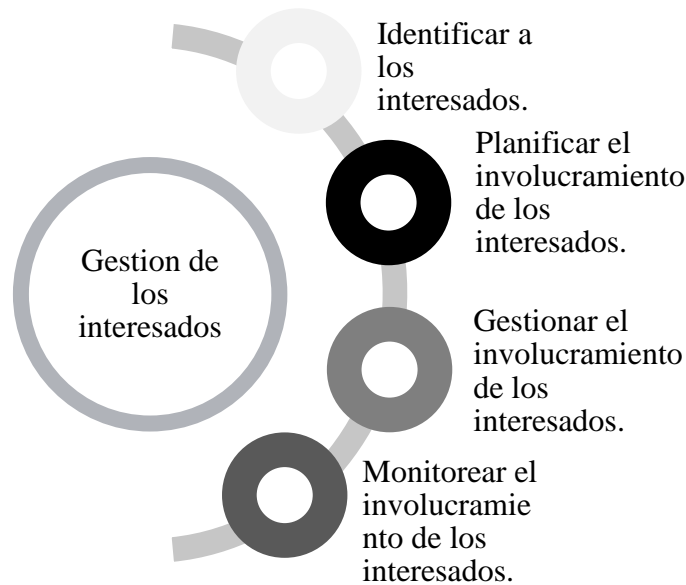 Identificar a
los
interesados.
Planificar el
involucramiento
de los
interesados.
Gestion de
los
interesados
Gestionar el
involucramiento
de los
interesados.
Monitorear el
involucramie
nto de los
interesados.